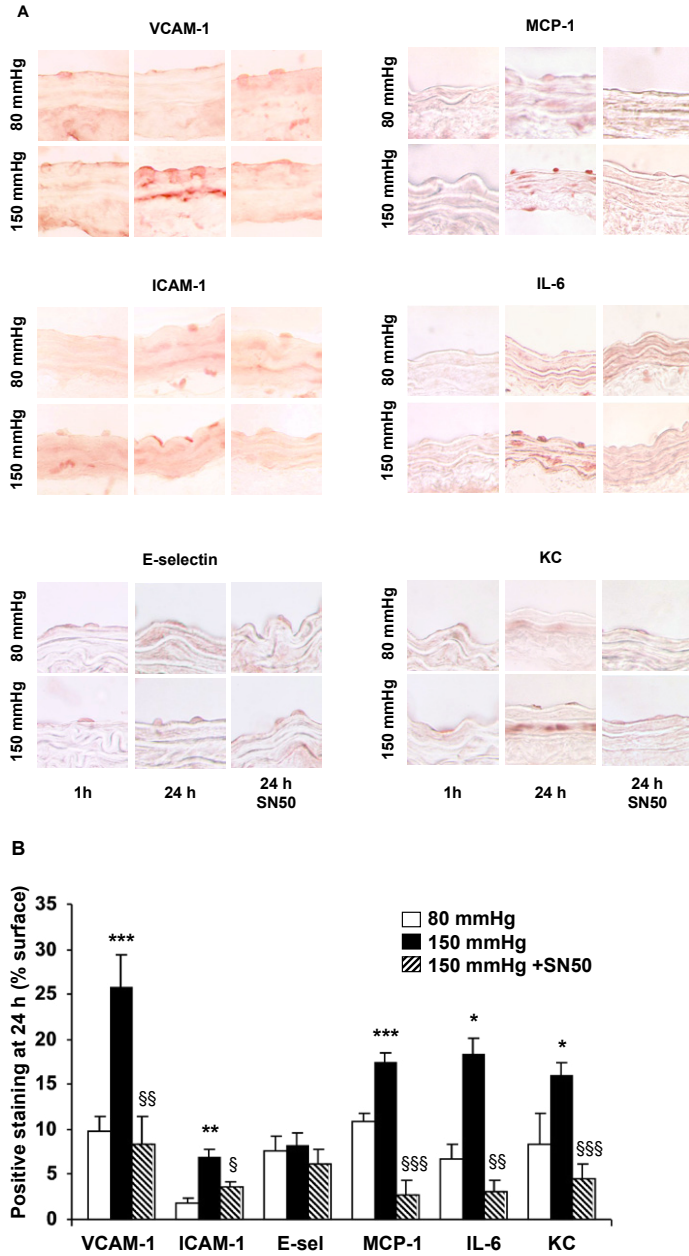 A
VCAM-1
MCP-1
80 mmHg
80 mmHg
150 mmHg
150 mmHg
ICAM-1
IL-6
80 mmHg
80 mmHg
150 mmHg
150 mmHg
E-selectin
KC
80 mmHg
80 mmHg
150 mmHg
150 mmHg
1h
24 h
24 h
SN50
1h
24 h
24 h
SN50
B
Positive staining at 24 h (% surface)
35
30
25
20
15
10
5
0
80 mmHg
150 mmHg
150 mmHg +SN50
***
§§
**
§
***
§§§
*
§§
*
§§§
VCAM-1 ICAM-1 E-sel MCP-1 IL-6 KC